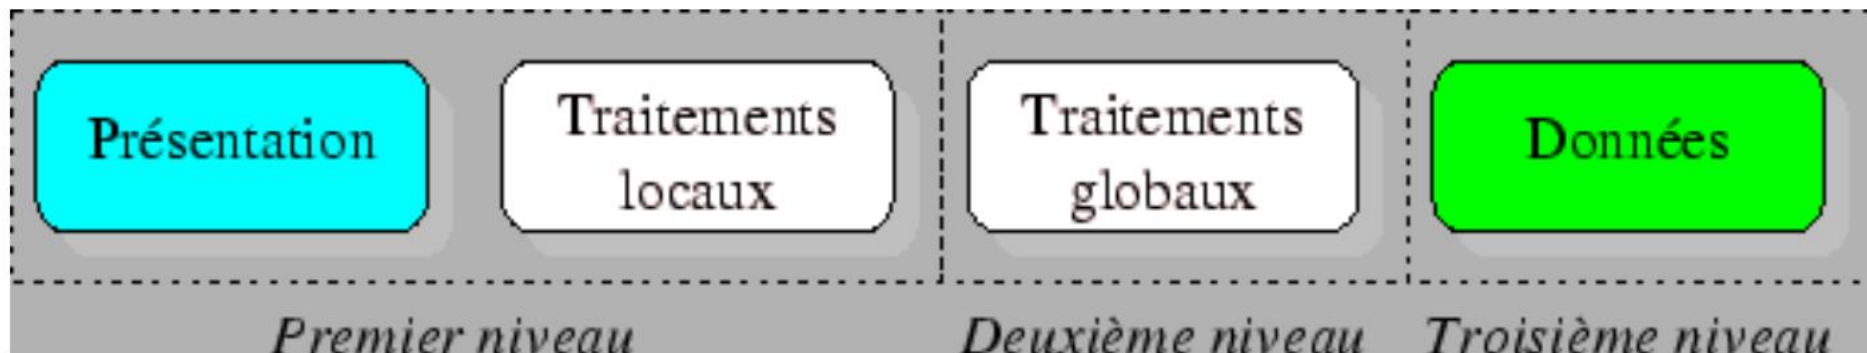 Présentation
Traitements
locaux
Traitements
globaux
Données
Premier niveau
Deuxième niveau
Troisième niveau